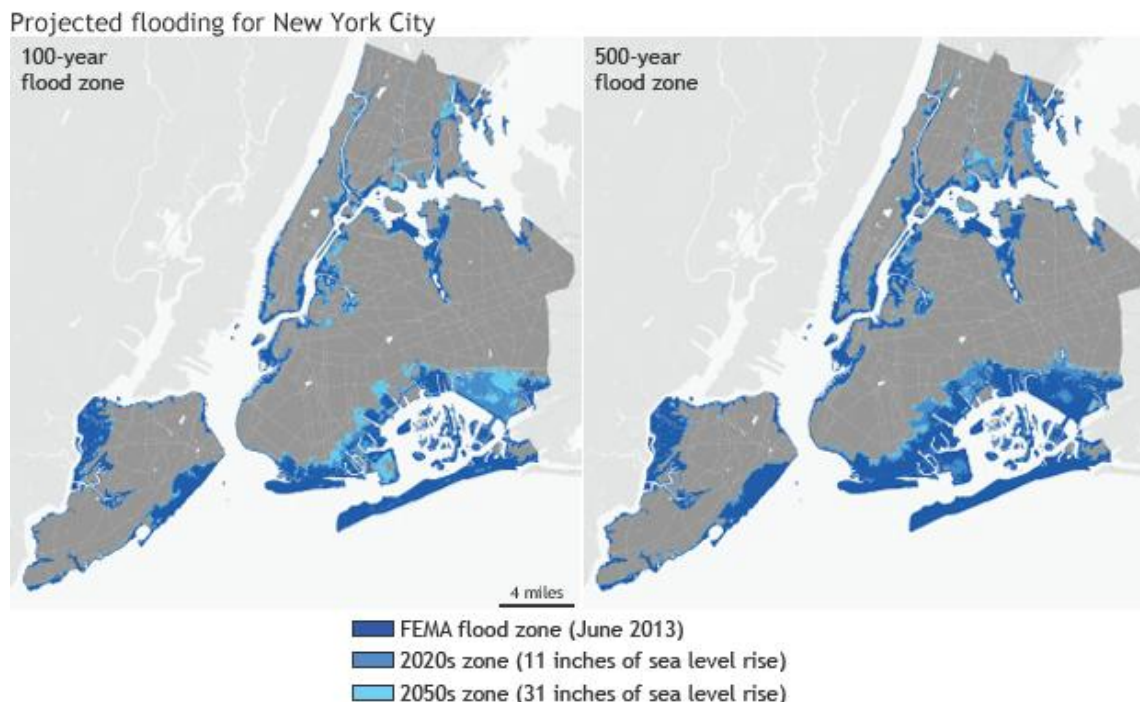 Projected flooding for New York City
100-year
flood zone
500-year
flood zone
4 miles
FEMA flood zone (June 2013)
2020s zone (11 inches of sea level rise)
2050s zone (31 inches of sea level rise)